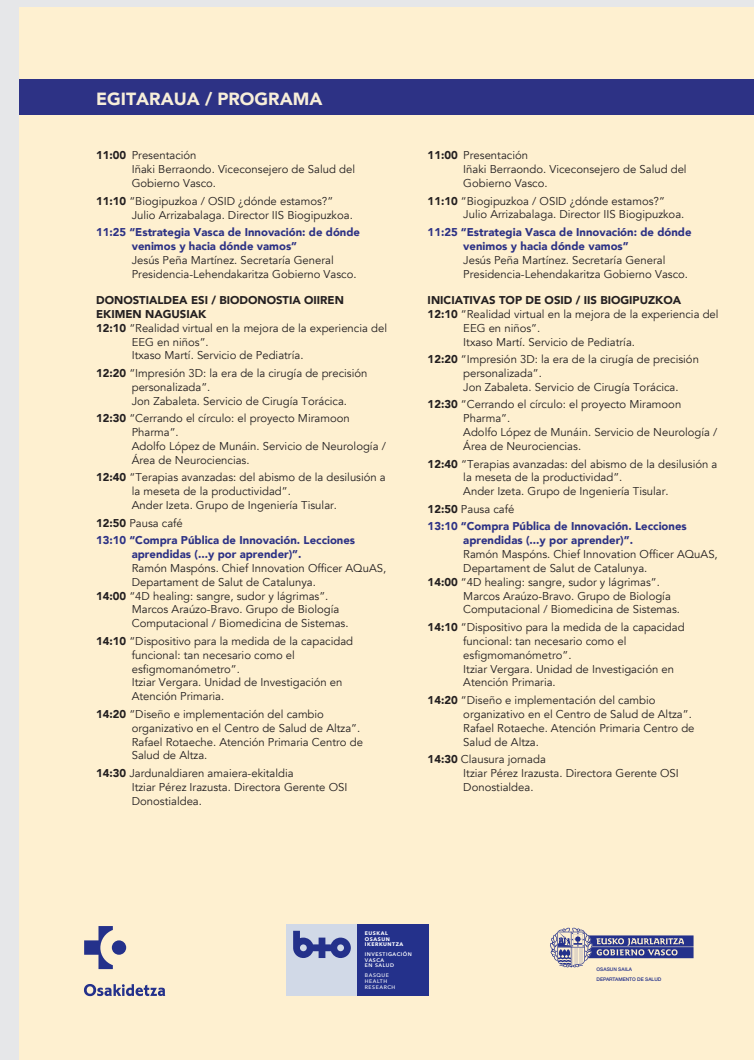 EGITARAUA / PROGRAMA
11:00 Presentación
Iñaki Berraondo. Viceconsejero de Salud del
Gobierno Vasco.
11:10 “Biogipuzkoa / OSID ¿dónde estamos?”
Julio Arrizabalaga. Director IIS Biogipuzkoa.
11:25 “Estrategia Vasca de Innovación: de dónde
venimos y hacia dónde vamos”
Jesús Peña Martínez. Secretaría General
Presidencia-Lehendakaritza Gobierno Vasco.
DONOSTIALDEA ESI / BIODONOSTIA OIIREN
EKIMEN NAGUSIAK
12:10 “Realidad virtual en la mejora de la experiencia del
EEG en niños”.
Itxaso Martí. Servicio de Pediatría.
12:20 “Impresión 3D: la era de la cirugía de precisión
personalizada”.
Jon Zabaleta. Servicio de Cirugía Torácica.
12:30 “Cerrando el círculo: el proyecto Miramoon
Pharma”.
Adolfo López de Munáin. Servicio de Neurología /
Área de Neurociencias.
12:40 “Terapias avanzadas: del abismo de la desilusión a
la meseta de la productividad”.
Ander Izeta. Grupo de Ingeniería Tisular.
12:50 Pausa café
13:10 “Compra Pública de Innovación. Lecciones
aprendidas (...y por aprender)”.
Ramón Maspóns. Chief Innovation Officer AQuAS,
Departament de Salut de Catalunya.
14:00 “4D healing: sangre, sudor y lágrimas”.
Marcos Araúzo-Bravo. Grupo de Biología
Computacional / Biomedicina de Sistemas.
14:10 “Dispositivo para la medida de la capacidad
funcional: tan necesario como el
esfigmomanómetro”.
Itziar Vergara. Unidad de Investigación en
Atención Primaria.
14:20 “Diseño e implementación del cambio
organizativo en el Centro de Salud de Altza”.
Rafael Rotaeche. Atención Primaria Centro de
Salud de Altza.
14:30 Jardunaldiaren amaiera-ekitaldia
Itziar Pérez Irazusta. Directora Gerente OSI
Donostialdea.
11:00 Presentación
Iñaki Berraondo. Viceconsejero de Salud del
Gobierno Vasco.
11:10 “Biogipuzkoa / OSID ¿dónde estamos?”
Julio Arrizabalaga. Director IIS Biogipuzkoa.
11:25 “Estrategia Vasca de Innovación: de dónde
venimos y hacia dónde vamos”
Jesús Peña Martínez. Secretaría General
Presidencia-Lehendakaritza Gobierno Vasco.
INICIATIVAS TOP DE OSID / IIS BIOGIPUZKOA
12:10 “Realidad virtual en la mejora de la experiencia del
EEG en niños”.
Itxaso Martí. Servicio de Pediatría.
12:20 “Impresión 3D: la era de la cirugía de precisión
personalizada”.
Jon Zabaleta. Servicio de Cirugía Torácica.
12:30 “Cerrando el círculo: el proyecto Miramoon
Pharma”.
Adolfo López de Munáin. Servicio de Neurología /
Área de Neurociencias.
12:40 “Terapias avanzadas: del abismo de la desilusión a
la meseta de la productividad”.
Ander Izeta. Grupo de Ingeniería Tisular.
12:50 Pausa café
13:10 “Compra Pública de Innovación. Lecciones
aprendidas (...y por aprender)”.
Ramón Maspóns. Chief Innovation Officer AQuAS,
Departament de Salut de Catalunya.
14:00 “4D healing: sangre, sudor y lágrimas”.
Marcos Araúzo-Bravo. Grupo de Biología
Computacional / Biomedicina de Sistemas.
14:10 “Dispositivo para la medida de la capacidad
funcional: tan necesario como el
esfigmomanómetro”.
Itziar Vergara. Unidad de Investigación en
Atención Primaria.
14:20 “Diseño e implementación del cambio
organizativo en el Centro de Salud de Altza”.
Rafael Rotaeche. Atención Primaria Centro de
Salud de Altza.
14:30 Clausura jornada
Itziar Pérez Irazusta. Directora Gerente OSI
Donostialdea.
Osakidetza
bio
EUSKAL
OSASUN
IKERKUNTZA
INVESTIGACIÓN
VASCA
EN SALUD
BASQUE
HEALTH
RESEARCH
EUSKO JAURLARITZA
GOBIERNO VASCO
OSASUN SAILA
DEPARTAMENTO DE SALUD